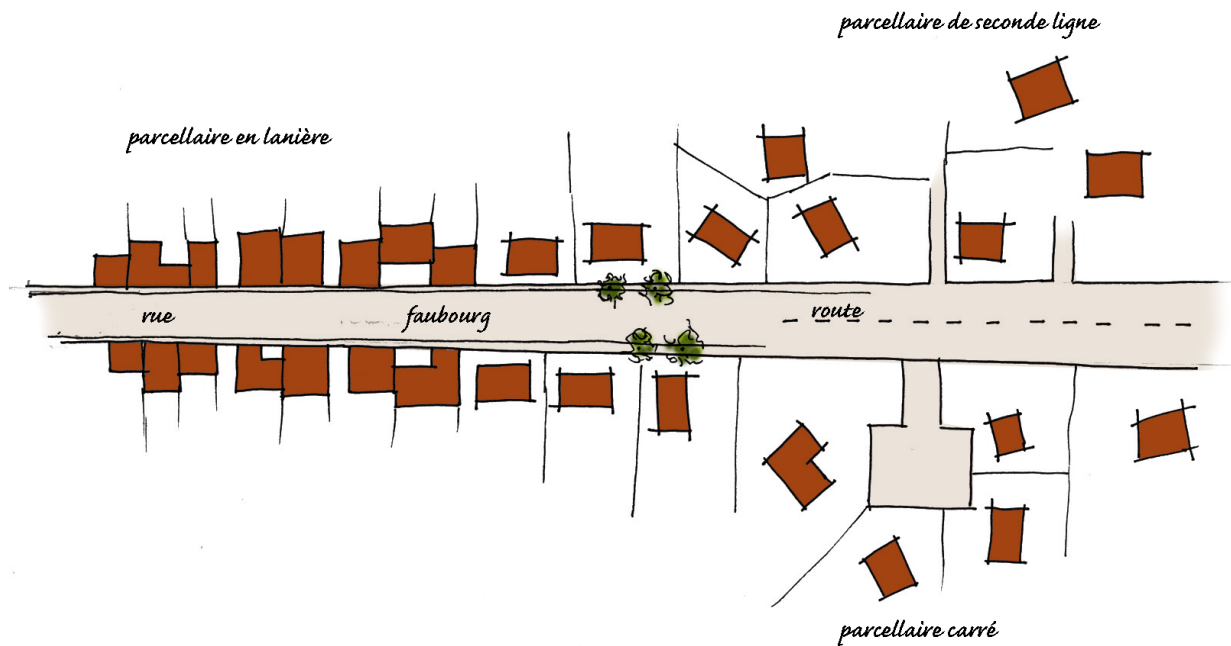 parcellaire de seconde ligne
parcellaire en lanière
rue
faubourg
route
parcellaire carré